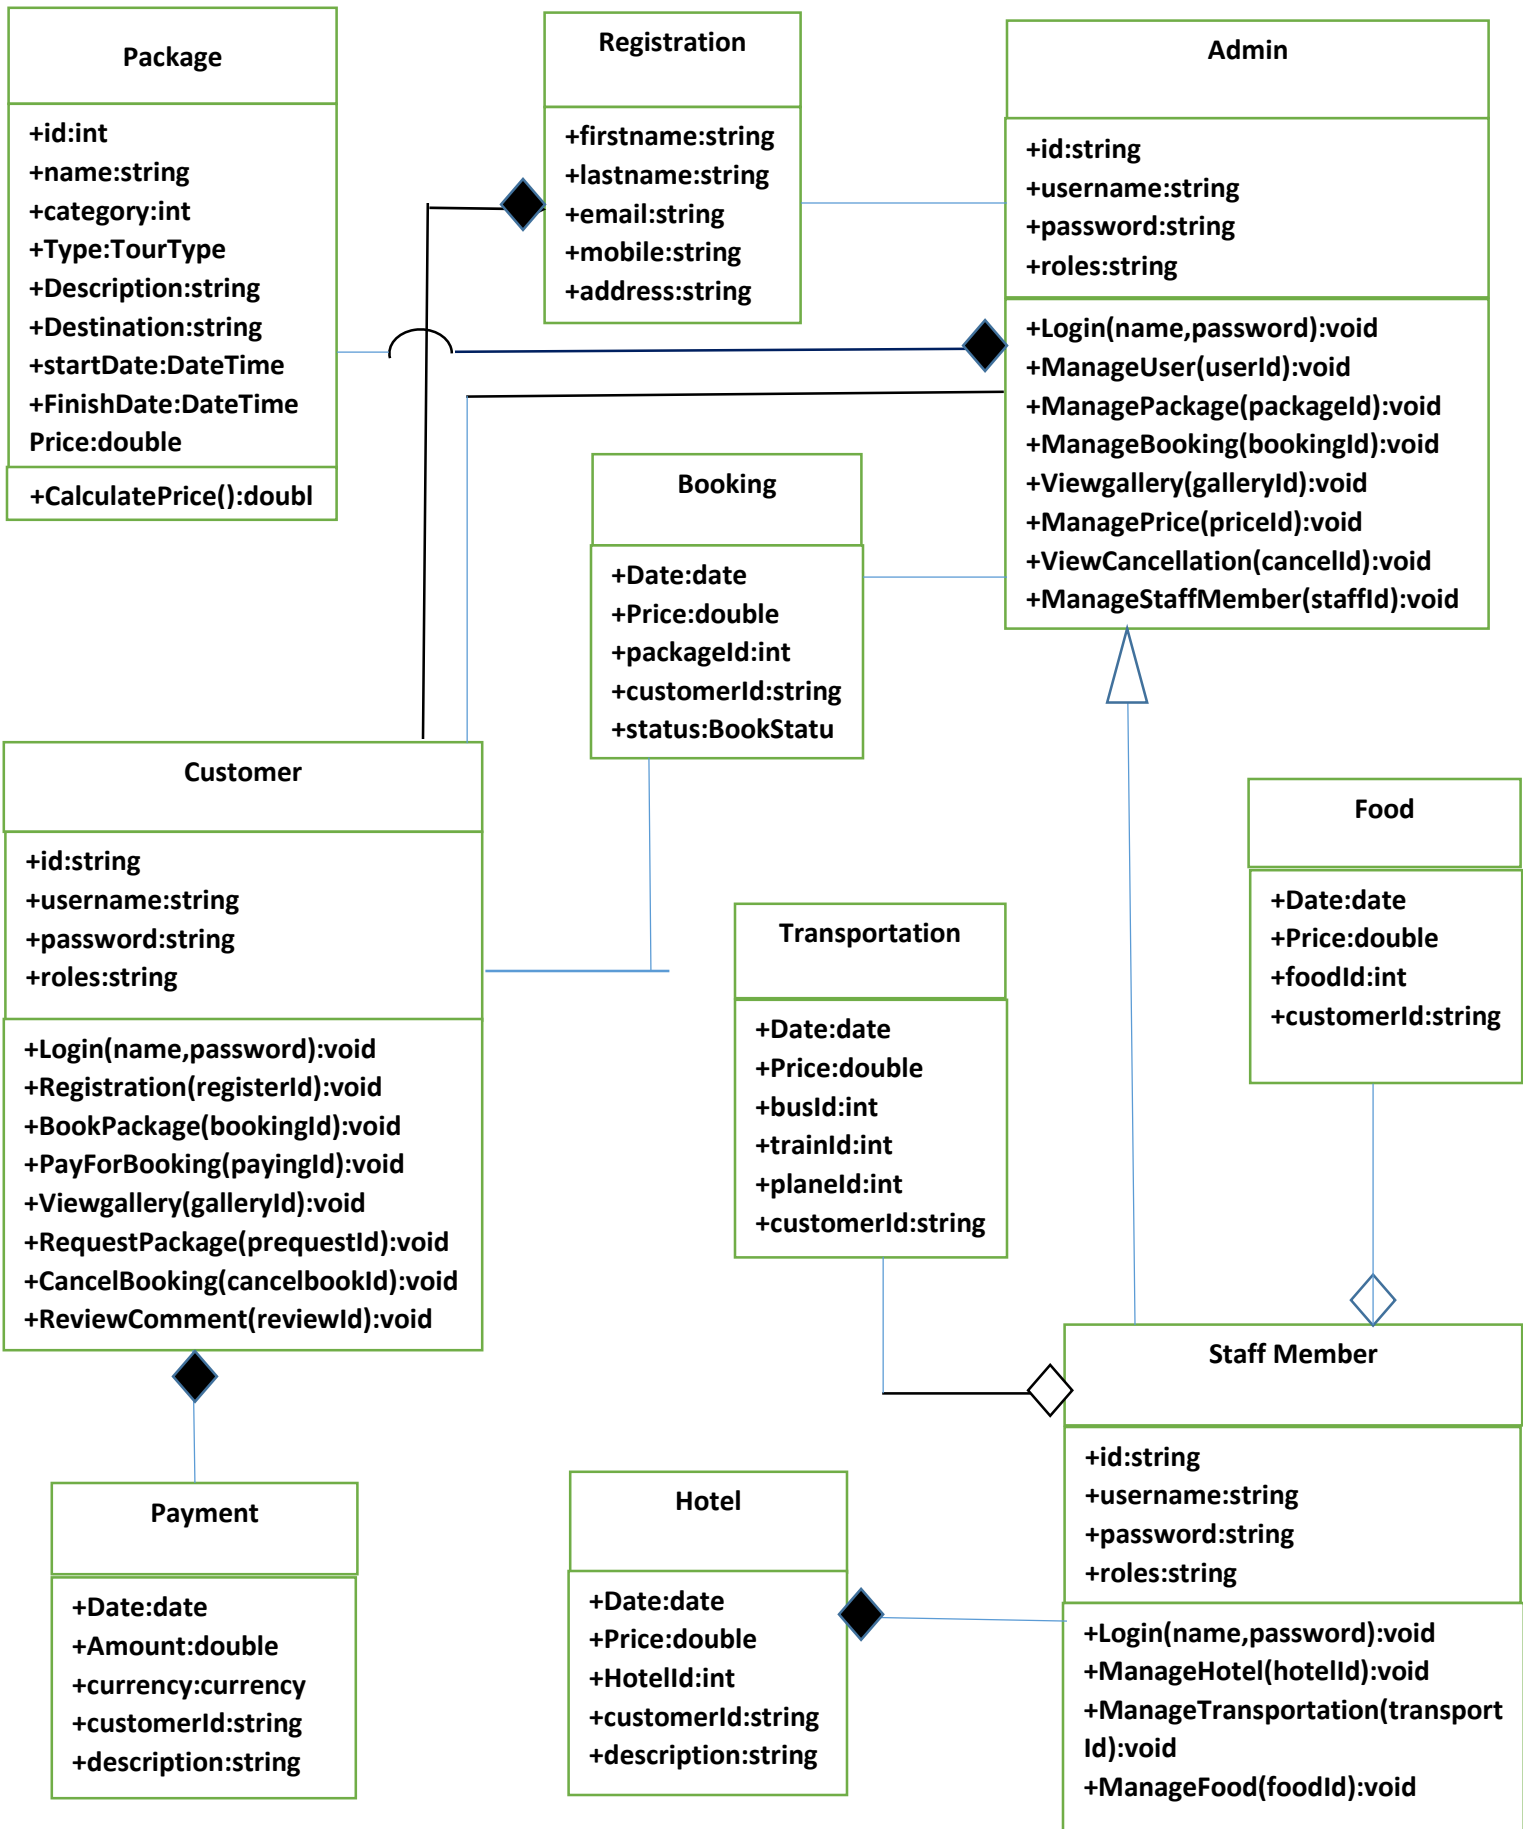 Package
+id:int
+name:string
+category:int
+Type:TourType
+Description:string
+Destination:string
+startDate:DateTime
+FinishDate:DateTime
Price:double
+CalculatePrice():doubl
Registration
+firstname:string
+lastname:string
+email:string
+mobile:string
+address:string
Admin
+id:string
+username:string
+password:string
+roles:string
+Login(name,password):void
+ManageUser(userId):void
+ManagePackage(packageId):void
+ManageBooking(bookingId):void
+Viewgallery(galleryId):void
+ManagePrice(priceId):void
+ViewCancellation(cancelId):void
+ManageStaffMember(staffId):void
Booking
+Date:date
+Price:double
+packageId:int
+customerId:string
+status:BookStatu
Customer
+id:string
+username:string
+password:string
+roles:string
+Login(name,password):void
+Registration(registerId):void
+BookPackage(bookingId):void
+PayForBooking(payingId):void
+Viewgallery(galleryId):void
+RequestPackage(prequestId):void
+CancelBooking(cancelbookId):void
+ReviewComment(reviewId):void
Transportation
+Date:date
+Price:double
+busId:int
+trainId:int
+planeId:int
+customerId:string
Food
+Date:date
+Price:double
+foodId:int
+customerId:string
Payment
+Date:date
+Amount:double
+currency:currency
+customerId:string
+description:string
Hotel
+Date:date
+Price:double
+HotelId:int
+customerId:string
+description:string
Staff Member
+id:string
+username:string
+password:string
+roles:string
+Login(name,password):void
+ManageHotel(hotelId):void
+ManageTransportation(transport
Id):void
+ManageFood(foodId):void